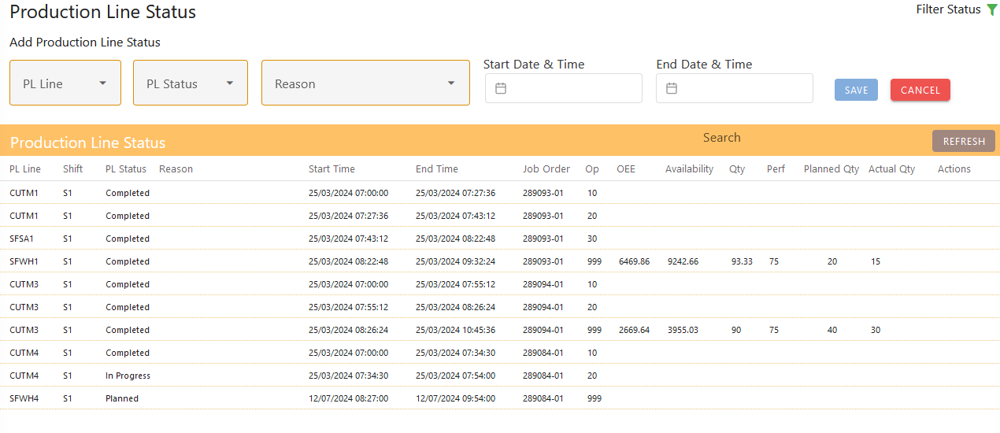 Production Line Status
Filter Status
Add Production Line Status
PL Line
PL Status
Reason
Start Date & Time
End Date & Time
SAVE
CANCEL
Production Line Status
Search
REFRESH
PL Line Shift PL Status Reason Start Time End Time Job Order Op OEE Availability Qty Perf Planned Qty Actual Qty Actions
CUTM1 S1 Completed 25/03/2024 07:00:00 25/03/2024 07:27:36 289093-01 10
CUTM1 S1 Completed 25/03/2024 07:27:36 25/03/2024 07:43:12 289093-01 20
SFSA1 S1 Completed 25/03/2024 07:43:12 25/03/2024 08:22:48 289093-01 30
SFWH1 S1 Completed 25/03/2024 08:22:48 25/03/2024 09:32:24 289093-01 999 6469.86 9242.66 93.33 75 20 15
CUTM3 S1 Completed 25/03/2024 07:00:00 25/03/2024 07:55:12 289094-01 10
CUTM3 S1 Completed 25/03/2024 07:55:12 25/03/2024 08:26:24 289094-01 20
CUTM3 S1 Completed 25/03/2024 08:26:24 25/03/2024 10:45:36 289094-01 999 2669.64 3955.03 90 75 40 30
CUTM4 S1 Completed 25/03/2024 07:00:00 25/03/2024 07:34:30 289084-01 10
CUTM4 S1 In Progress 25/03/2024 07:34:30 25/03/2024 07:54:00 289084-01 20
SFWH4 S1 Planned 12/07/2024 08:27:00 12/07/2024 09:54:00 289084-01 999